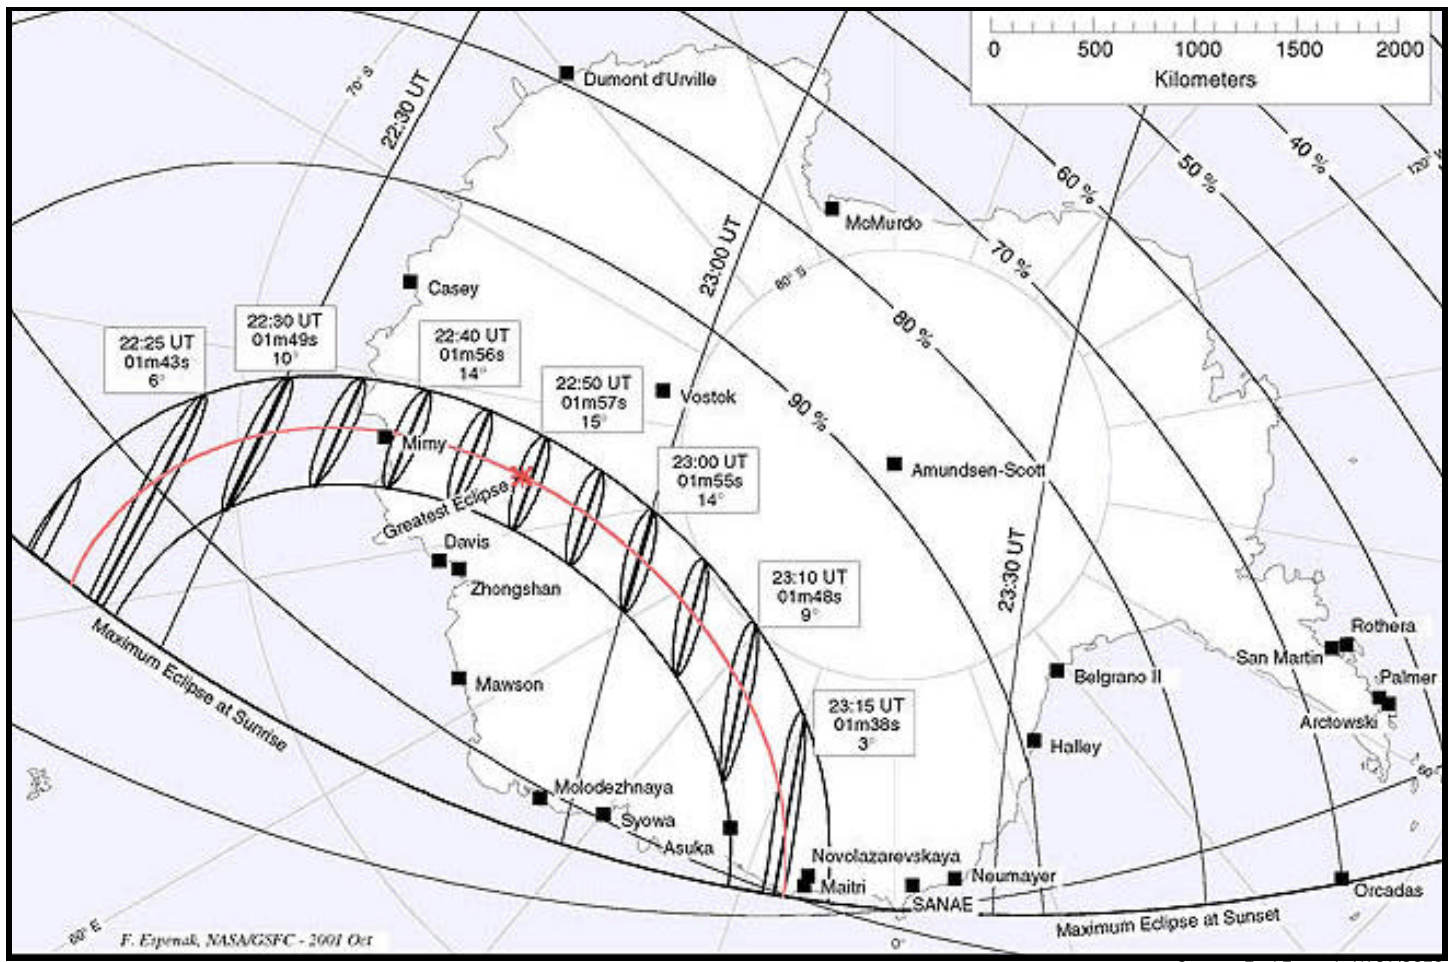 0 500 1000 1500 2000
Kilometers
70° S
22:30 UT
Dumont d'Urville
40 %
50 %
60 %
120°
McMurdo
23:00 UT
70 %
80° S
Casey
80 %
22:25 UT
01m43s
6°
22:30 UT
01m49s
10°
22:40 UT
01m56s
14°
22:50 UT
01m57s
15°
Vostok
90 %
Mirny
23:00 UT
01m55s
14°
Amundsen-Scott
Greatest Eclipse
Davis
Zhongshan
23:30 UT
23:10 UT
01m48s
9°
Rothera
San Martin
Palmer
Arctowski
Belgrano II
Mawson
Maximum Eclipse at Sunrise
23:15 UT
01m38s
3°
Halley
Molodezhnaya
Syowa
Asuka
Novolazarevskaya
Maitri
Neumayer
SANAE
Orcadas
Maximum Eclipse at Sunset
60° E
0°
F. Espenak, NASA/GSFC - 2001 Oct